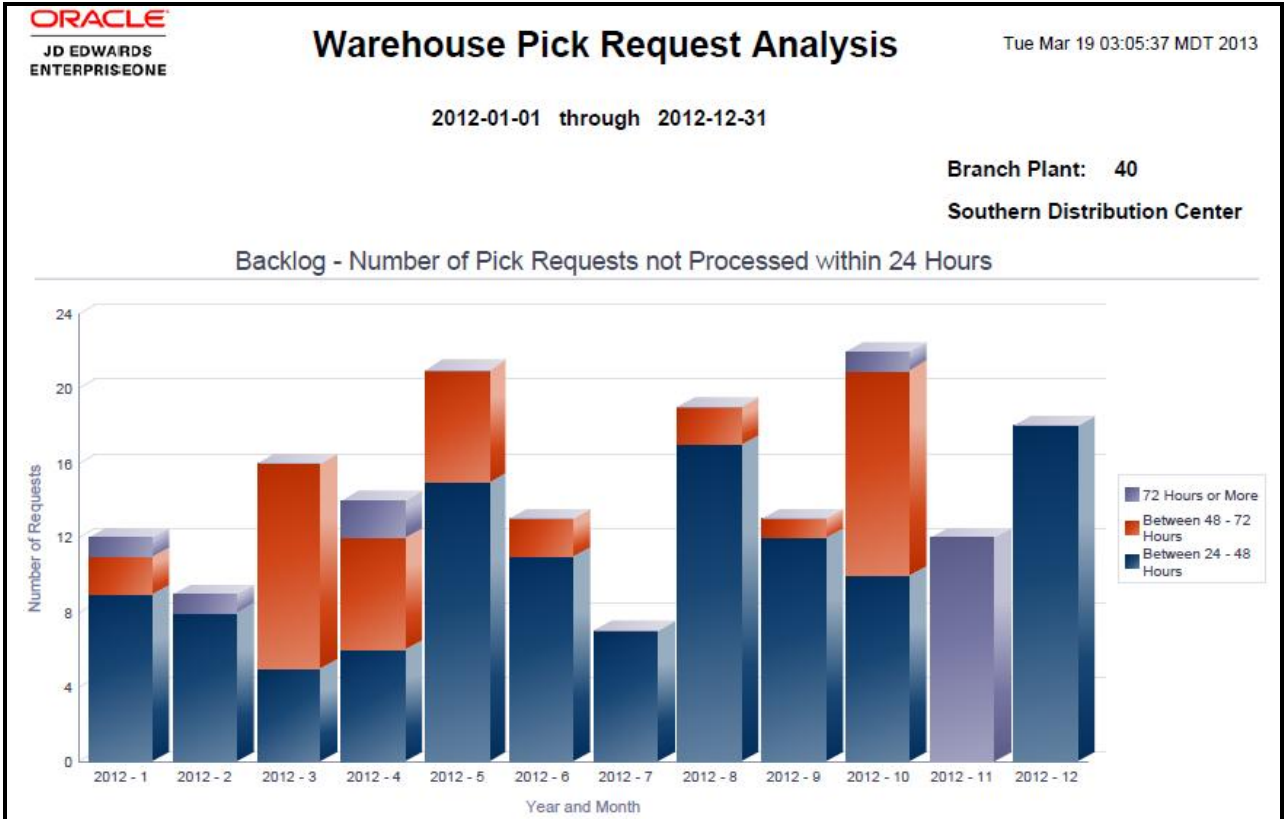 ORACLE
JD EDWARDS
ENTERPRISEONE
Warehouse Pick Request Analysis
Tue Mar 19 03:05:37 MDT 2013
2012-01-01 through 2012-12-31
Branch Plant: 40
Southern Distribution Center
Backlog - Number of Pick Requests not Processed within 24 Hours
Number of Requests
24
20
16
12
8
4
0
2012 - 1 2012 - 2 2012 - 3 2012 - 4 2012 - 5 2012 - 6 2012 - 7 2012 - 8 2012 - 9 2012 - 10 2012 - 11 2012 - 12
Year and Month
72 Hours or More
Between 48 - 72
Hours
Between 24 - 48
Hours